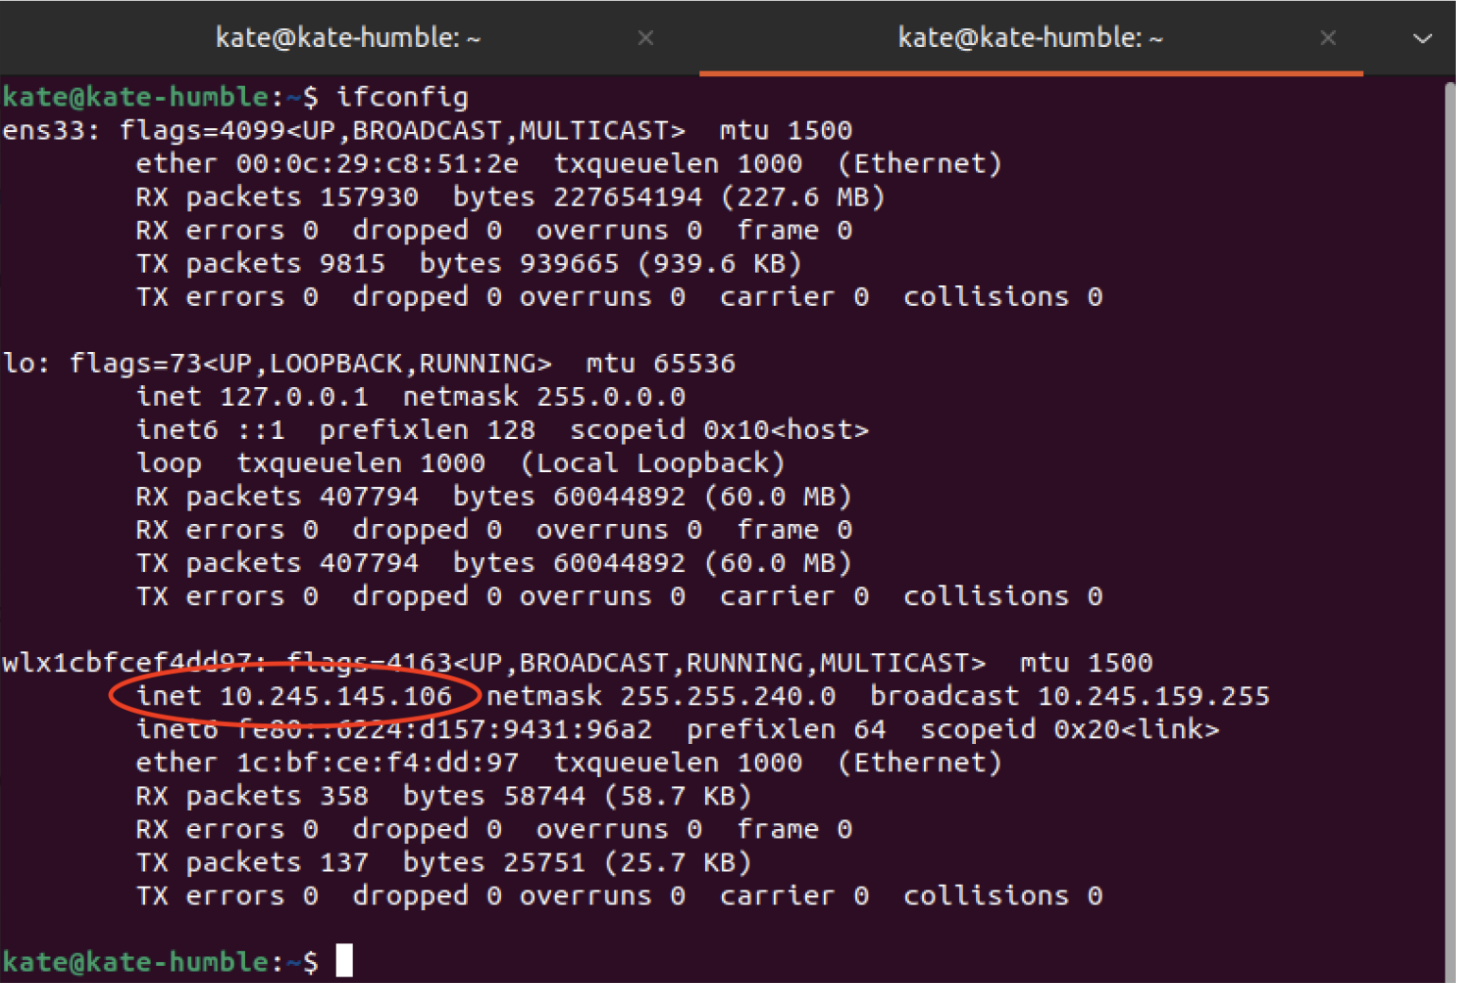 kate@kate-humble: ~
kate@kate-humble: ~
kate@kate-humble:~$ ifconfig
ens33: flags=4099<UP,BROADCAST,MULTICAST>  mtu 1500
        ether 00:0c:29:c8:51:2e  txqueuelen 1000  (Ethernet)
        RX packets 157930  bytes 227654194 (227.6 MB)
        RX errors 0  dropped 0  overruns 0  frame 0
        TX packets 9815  bytes 939665 (939.6 KB)
        TX errors 0  dropped 0 overruns 0  carrier 0  collisions 0

lo: flags=73<UP,LOOPBACK,RUNNING>  mtu 65536
        inet 127.0.0.1  netmask 255.0.0.0
        inet6 ::1  prefixlen 128  scopeid 0x10<host>
        loop  txqueuelen 1000  (Local Loopback)
        RX packets 407794  bytes 60044892 (60.0 MB)
        RX errors 0  dropped 0  overruns 0  frame 0
        TX packets 407794  bytes 60044892 (60.0 MB)
        TX errors 0  dropped 0 overruns 0  carrier 0  collisions 0

wlx1cbfcef4dd97: flags=4163<UP,BROADCAST,RUNNING,MULTICAST>  mtu 1500
        inet 10.245.145.106  netmask 255.255.240.0  broadcast 10.245.159.255
        inet6 fe80::6224:d157:9431:96a2  prefixlen 64  scopeid 0x20<link>
        ether 1c:bf:ce:f4:dd:97  txqueuelen 1000  (Ethernet)
        RX packets 358  bytes 58744 (58.7 KB)
        RX errors 0  dropped 0  overruns 0  frame 0
        TX packets 137  bytes 25751 (25.7 KB)
        TX errors 0  dropped 0 overruns 0  carrier 0  collisions 0

kate@kate-humble:~$